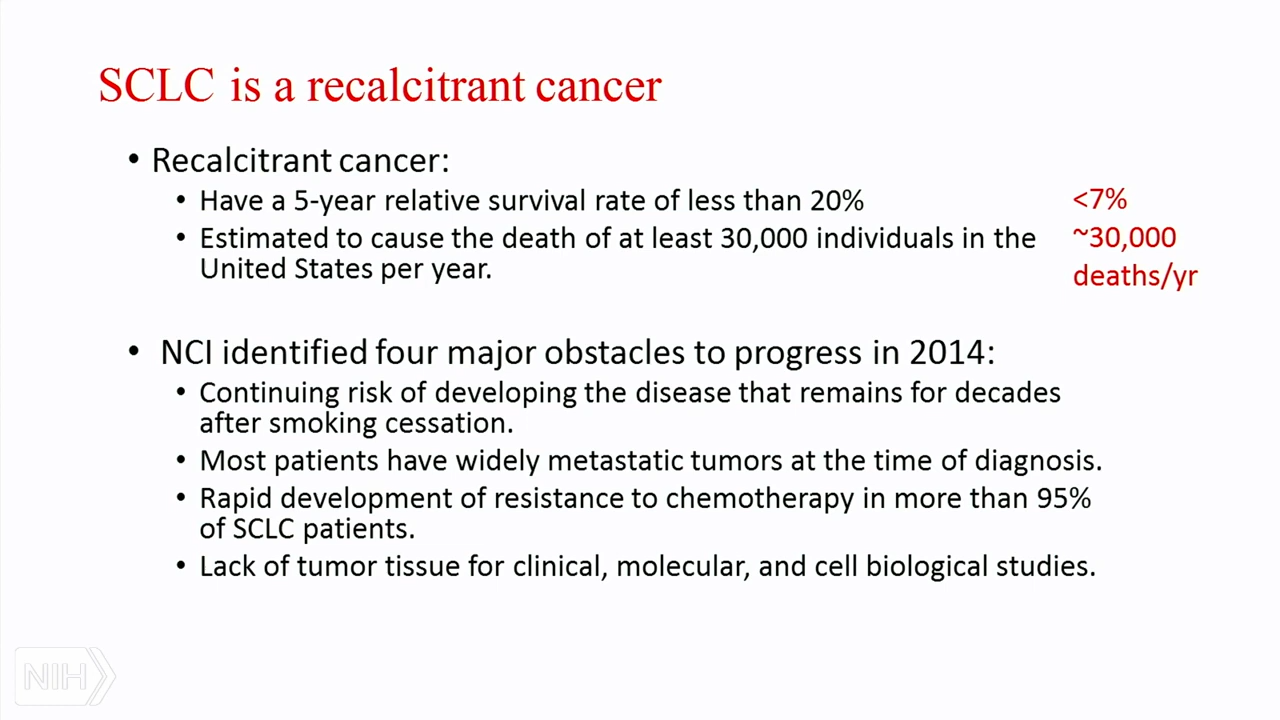 SCLC is a recalcitrant cancer
• Recalcitrant cancer:
• Have a 5-year relative survival rate of less than 20%
<7%
• Estimated to cause the death of at least 30,000 individuals in the
United States per year.
~30,000
deaths/yr
• NCI identified four major obstacles to progress in 2014:
• Continuing risk of developing the disease that remains for decades
after smoking cessation.
• Most patients have widely metastatic tumors at the time of diagnosis.
• Rapid development of resistance to chemotherapy in more than 95%
of SCLC patients.
• Lack of tumor tissue for clinical, molecular, and cell biological studies.
NIH